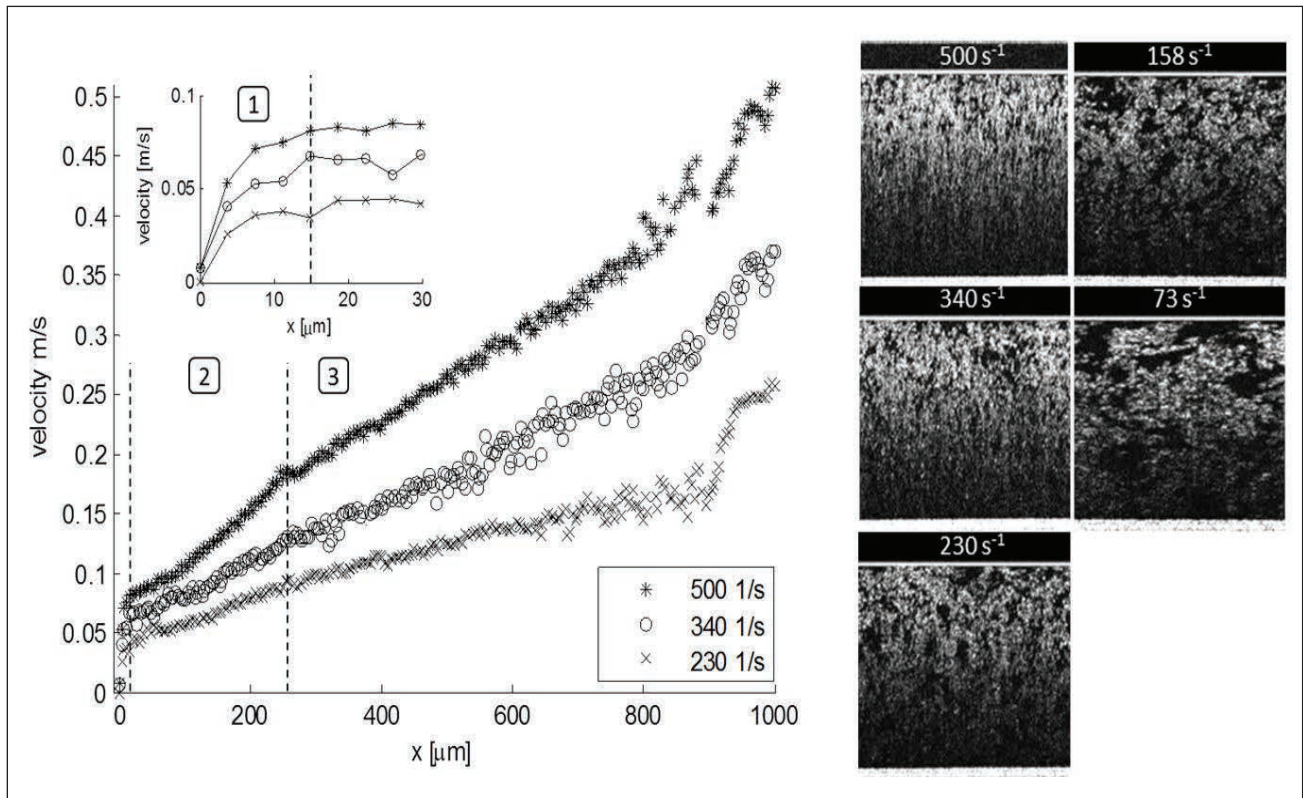 0.5
0.45
0.4
0.35
0.3
0.25
0.2
0.15
0.1
0.05
0
velocity m/s
0 200 400 600 800 1000
x [μm]
0.1
0.05
0
velocity [m/s]
0 10 20 30
x [μm]
1
2
3
500 1/s
340 1/s
230 1/s
500 s-1
158 s-1
340 s-1
73 s-1
230 s-1